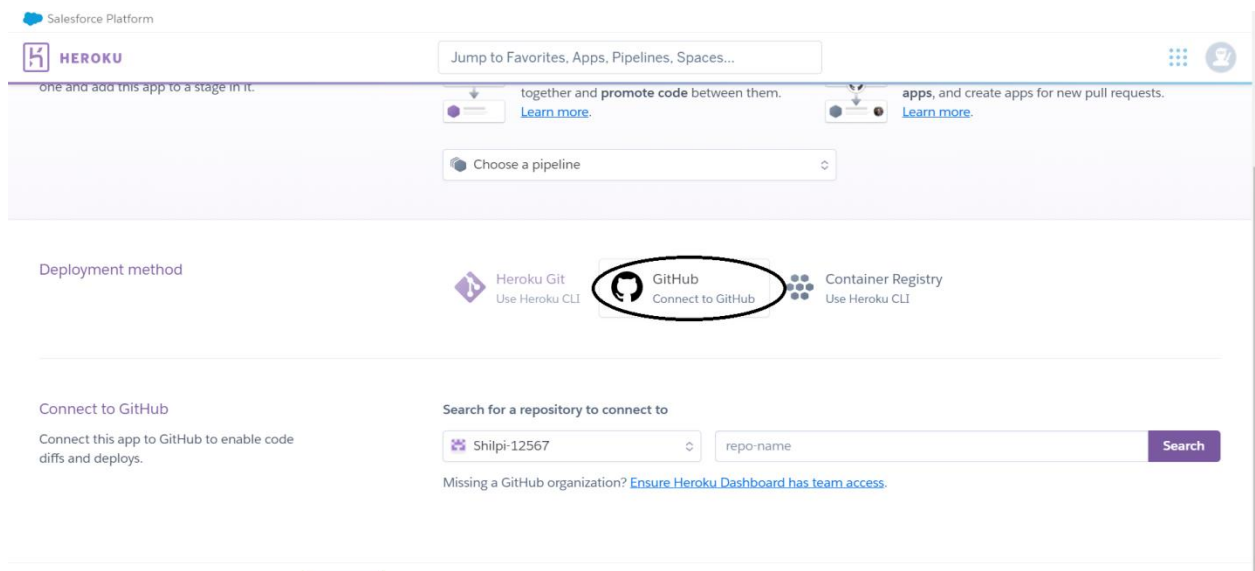 Salesforce Platform
HEROKU
Jump to Favorites, Apps, Pipelines, Spaces...
one and add this app to a stage in it.
together and promote code between them.
Learn more.
apps, and create apps for new pull requests.
Learn more.
Choose a pipeline
Deployment method
Heroku Git
Use Heroku CLI
GitHub
Connect to GitHub
Container Registry
Use Heroku CLI
Connect to GitHub
Connect this app to GitHub to enable code
diffs and deploys.
Search for a repository to connect to
Shilpi-12567
repo-name
Search
Missing a GitHub organization? Ensure Heroku Dashboard has team access.